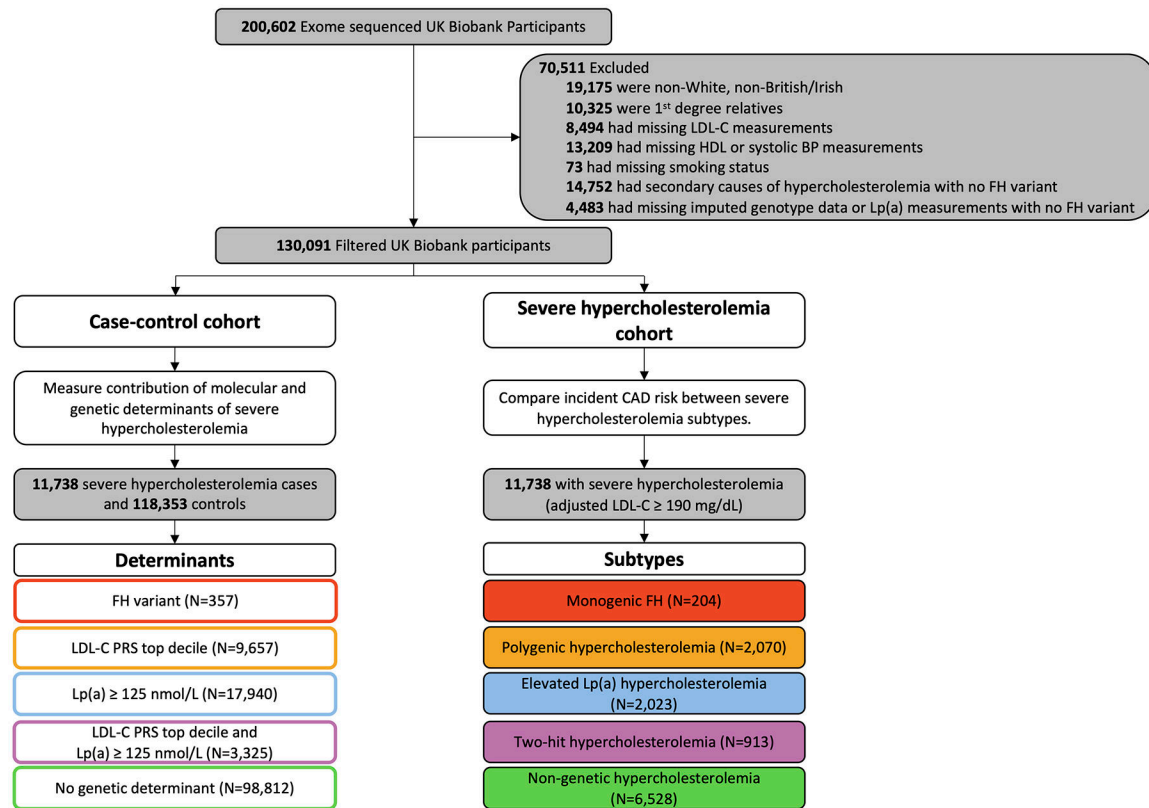 200,602 Exome sequenced UK Biobank Participants
70,511 Excluded
19,175 were non-White, non-British/Irish
10,325 were 1st degree relatives
8,494 had missing LDL-C measurements
13,209 had missing HDL or systolic BP measurements
73 had missing smoking status
14,752 had secondary causes of hypercholesterolemia with no FH variant
4,483 had missing imputed genotype data or Lp(a) measurements with no FH variant
130,091 Filtered UK Biobank participants
Case-control cohort
Measure contribution of molecular and
genetic determinants of severe
hypercholesterolemia
11,738 severe hypercholesterolemia cases
and 118,353 controls
Determinants
FH variant (N=357)
LDL-C PRS top decile (N=9,657)
Lp(a) ≥ 125 nmol/L (N=17,940)
LDL-C PRS top decile and
Lp(a) ≥ 125 nmol/L (N=3,325)
No genetic determinant (N=98,812)
Severe hypercholesterolemia
cohort
Compare incident CAD risk between severe
hypercholesterolemia subtypes.
11,738 with severe hypercholesterolemia
(adjusted LDL-C ≥ 190 mg/dL)
Subtypes
Monogenic FH (N=204)
Polygenic hypercholesterolemia (N=2,070)
Elevated Lp(a) hypercholesterolemia
(N=2,023)
Two-hit hypercholesterolemia (N=913)
Non-genetic hypercholesterolemia
(N=6,528)